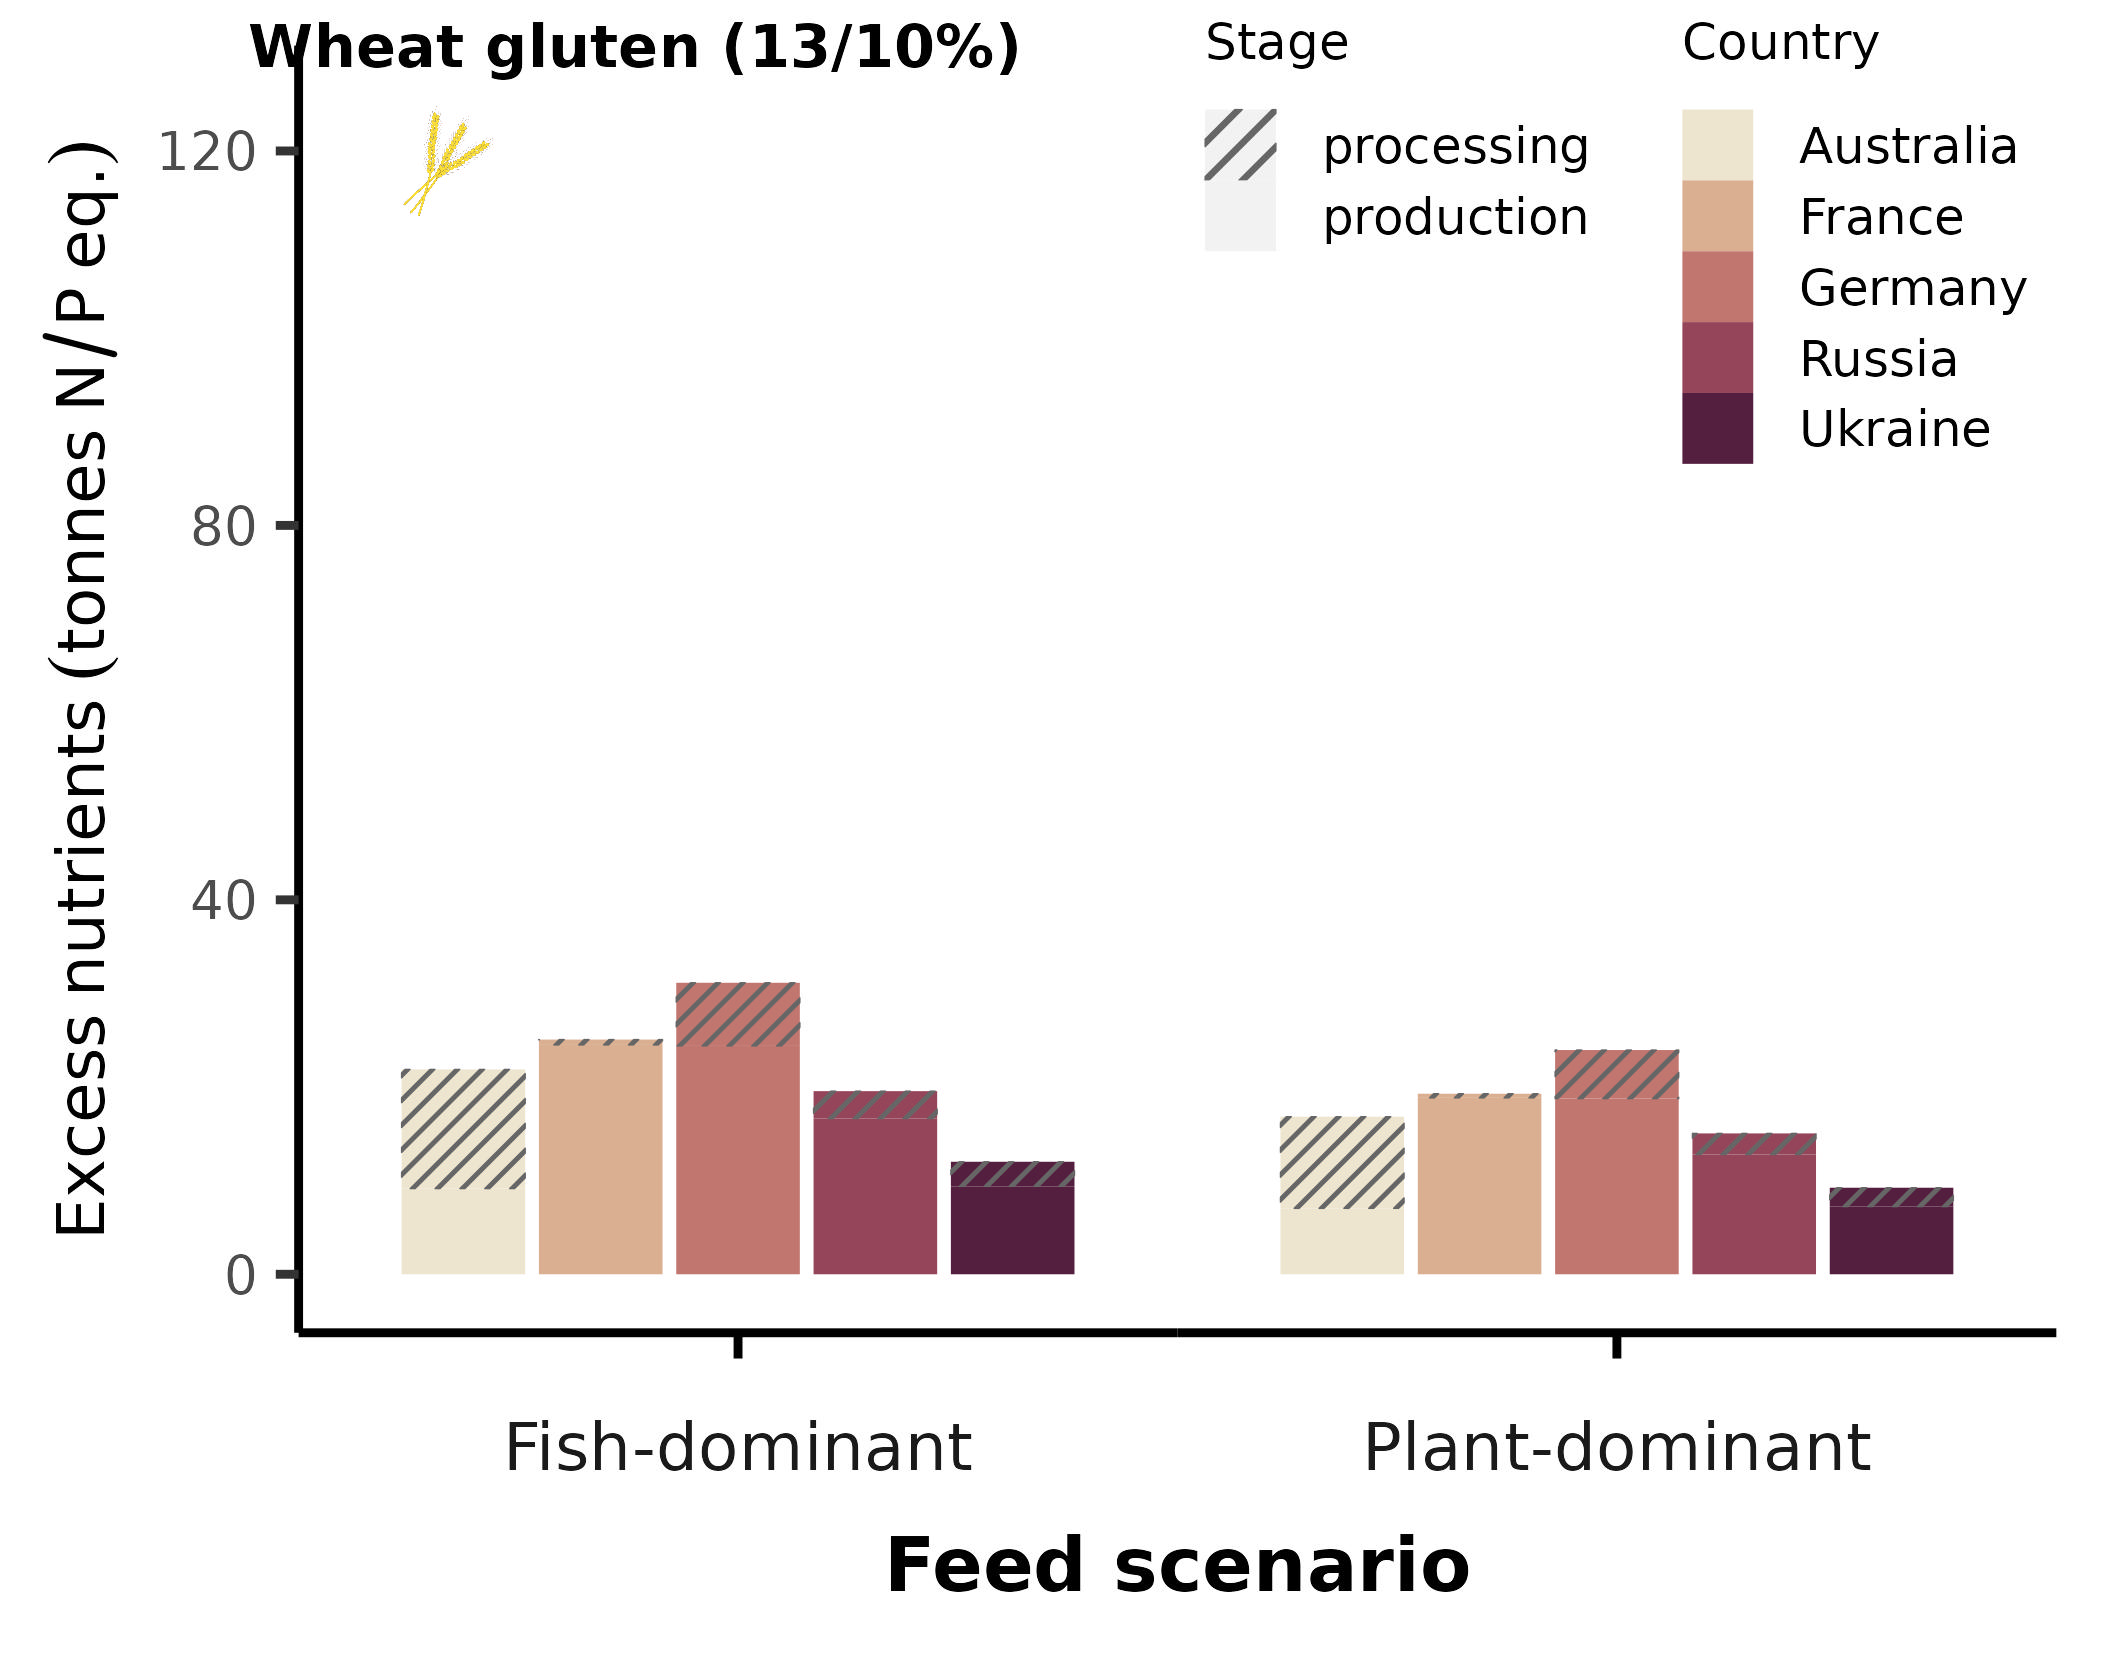 Wheat gluten (13/10%)
Stage
processing
production
Country
Australia
France
Germany
Russia
Ukraine
Excess nutrients (tonnes N/P eq.)
120
80
40
0
Fish-dominant
Plant-dominant
Feed scenario